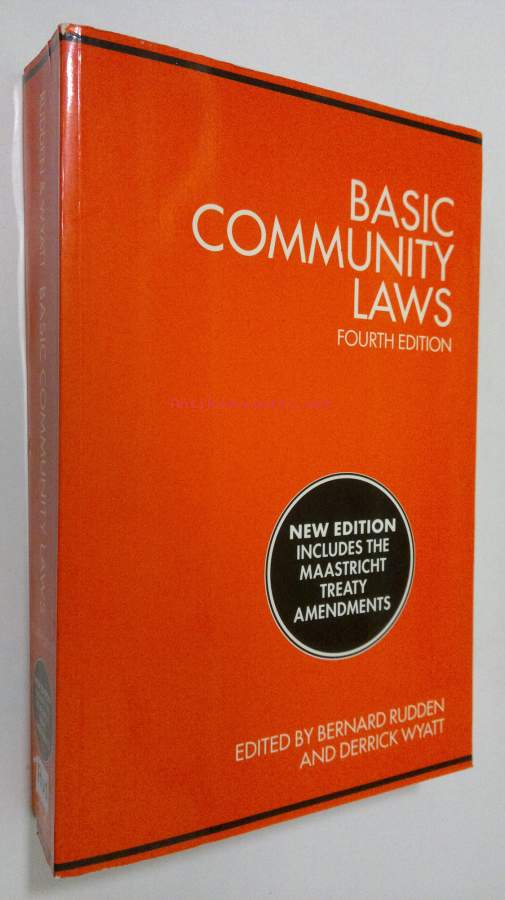 BASIC
COMMUNITY
LAWS
FOURTH EDITION
NEW EDITION
INCLUDES THE
MAASTRICHT
TREATY
AMENDMENTS
EDITED BY BERNARD RUDDEN
AND DERRICK WYATT
RUDDEN & WYATT BASIC COMMUNITY LAWS